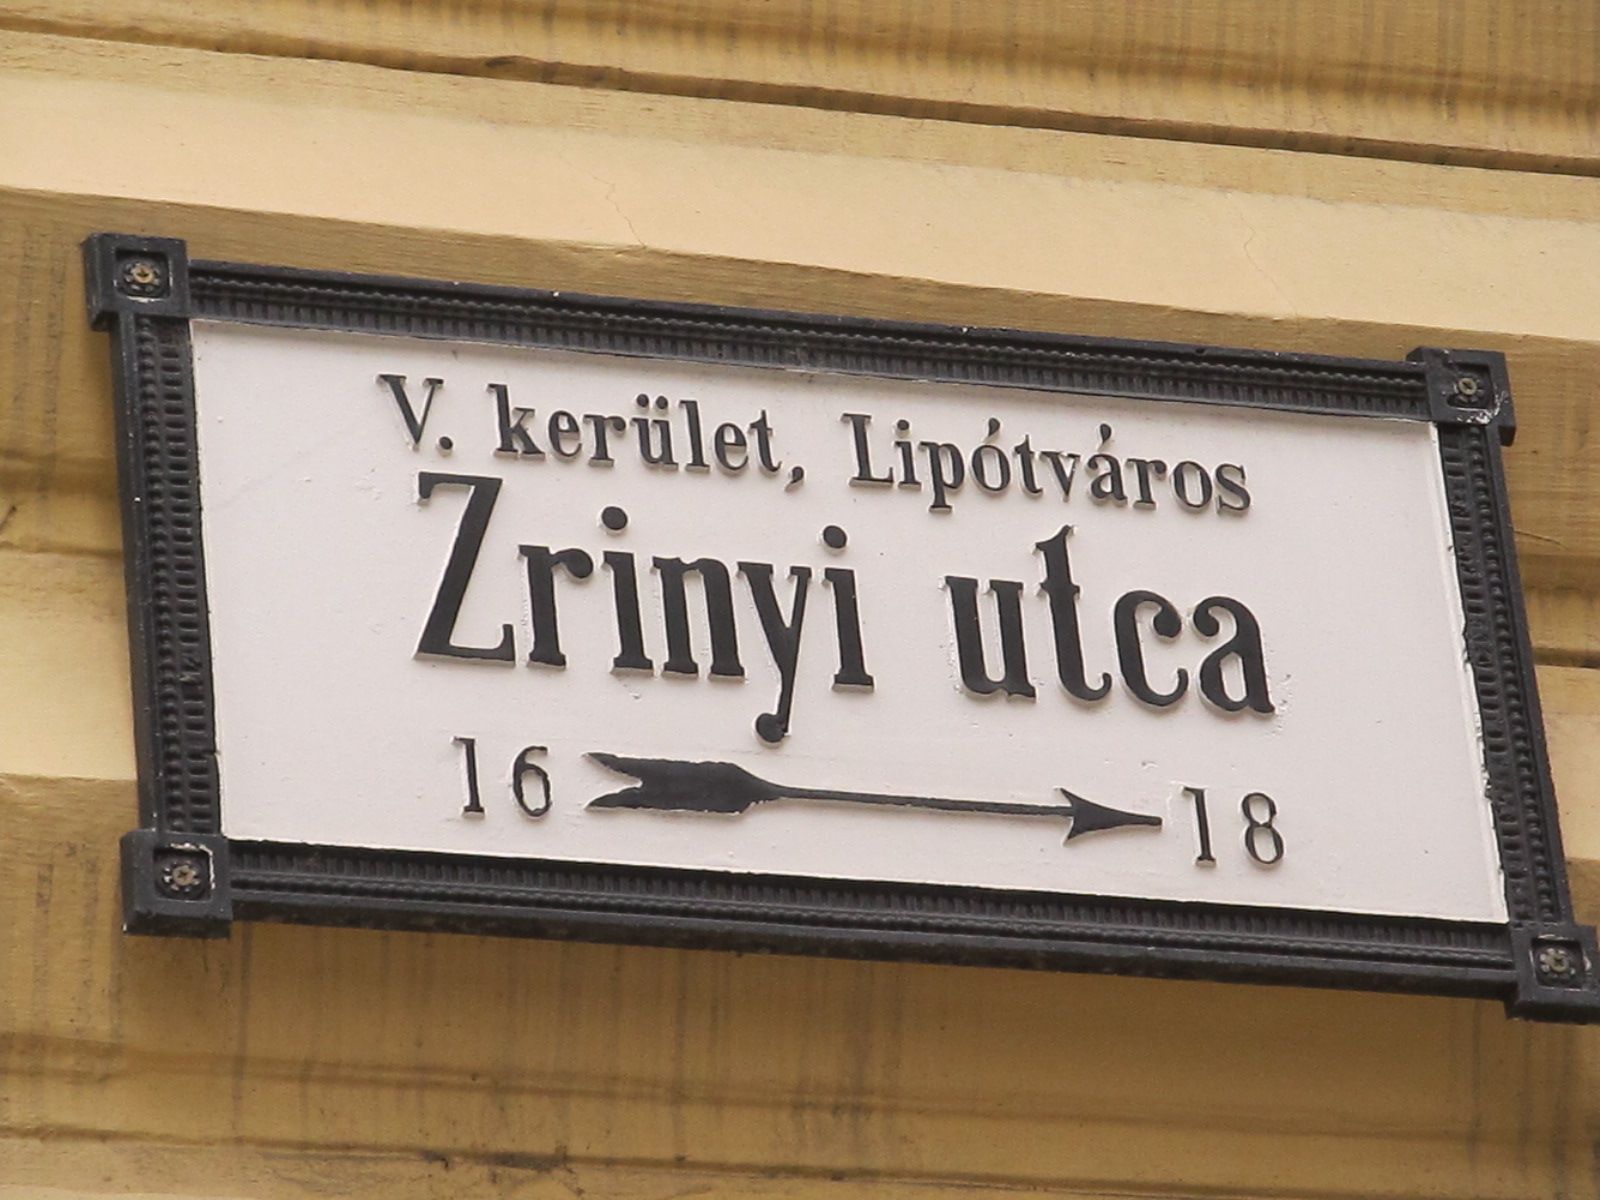 V. kerület, Lipótváros
Zrinyi utca
16 18